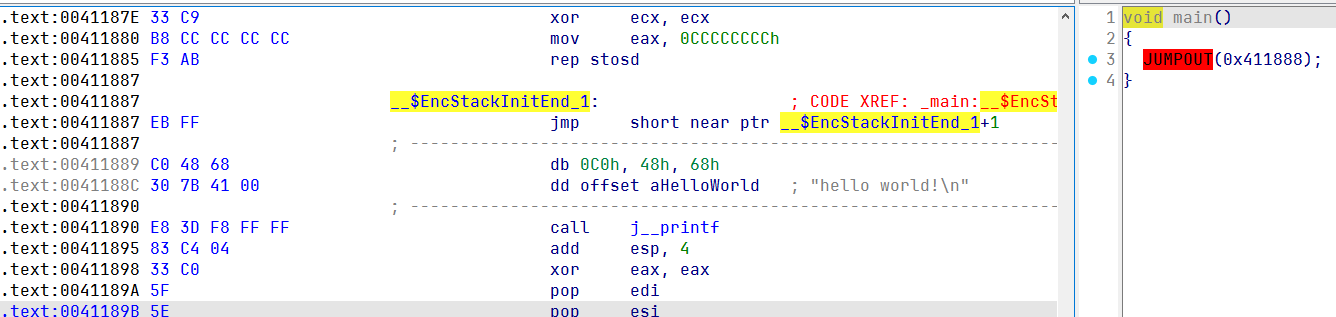 .text:0041187E 33 C9 xor ecx, ecx
.text:00411880 B8 CC CC CC CC mov eax, 0CCCCCCCCh
.text:00411885 F3 AB rep stosd
.text:00411887
.text:00411887 __$EncStackInitEnd_1: ; CODE XREF: _main:__$EncSt
.text:00411887 EB FF jmp short near ptr __$EncStackInitEnd_1+1
.text:00411887 ; ---------------------------------------------------------------
.text:00411889 C0 48 68 db 0C0h, 48h, 68h
.text:0041188C 30 7B 41 00 dd offset aHelloWorld ; "hello world!\n"
.text:00411890 ; ---------------------------------------------------------------
.text:00411890 E8 3D F8 FF FF call j__printf
.text:00411895 83 C4 04 add esp, 4
.text:00411898 33 C0 xor eax, eax
.text:0041189A 5F pop edi
.text:0041189B 5E pop esi
1 void main()
2 {
3 JUMPOUT(0x411888);
4 }